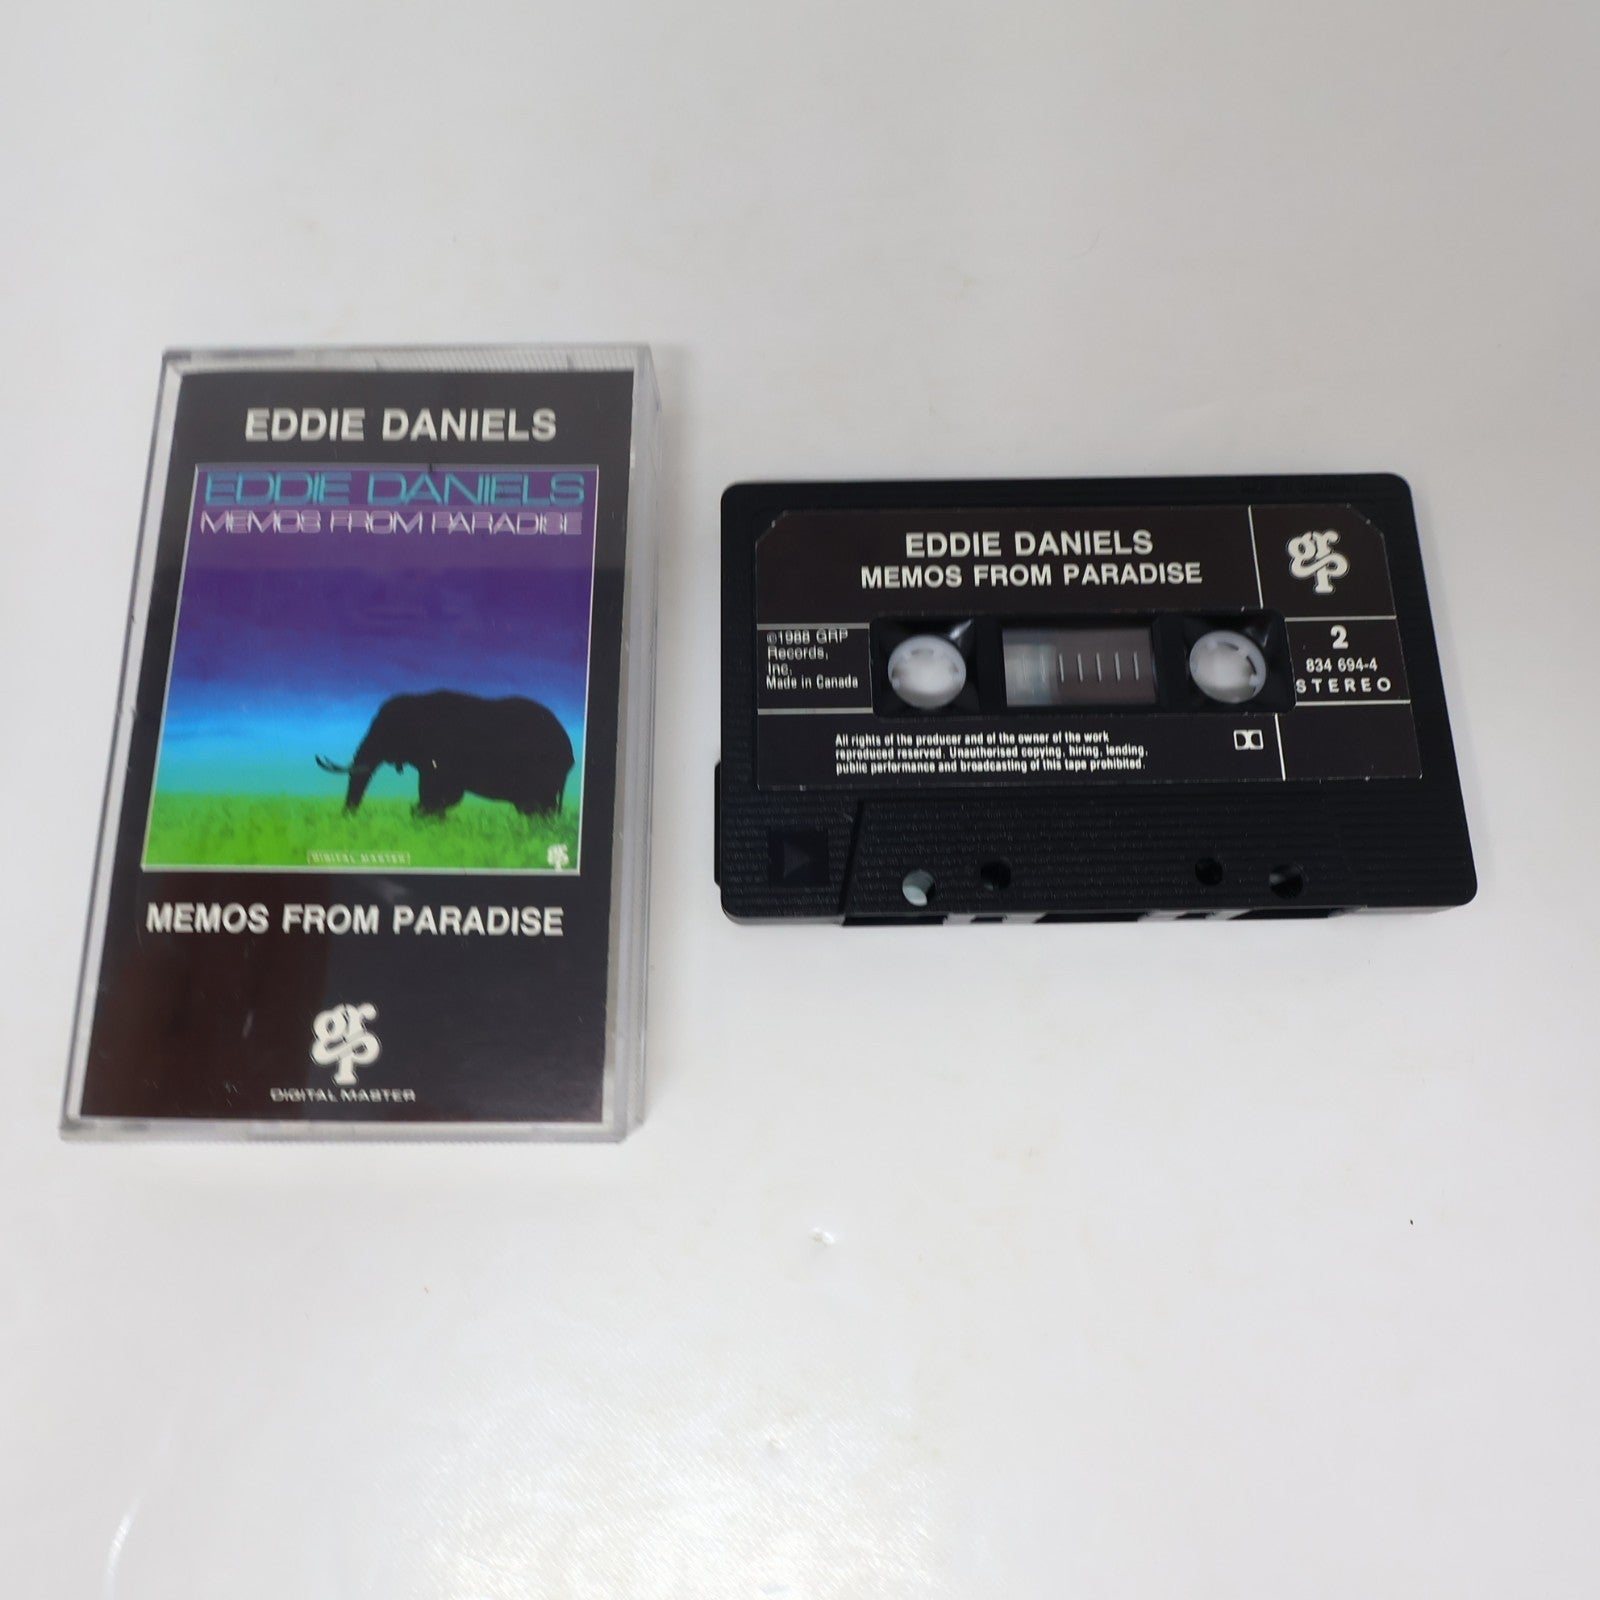 EDDIE DANIELS
EDDIE DANIELS
MEMOS FROM PARADISE
DIGITAL MASTER
grp
MEMOS FROM PARADISE
grp
DIGITAL MASTER
EDDIE DANIELS
MEMOS FROM PARADISE
grp
©1988 GRP
Records,
Inc.
Made in Canada
2
834 694-4
STEREO
All rights of the producer and of the owner of the work
reproduced reserved. Unauthorised copying, hiring, lending,
public performance and broadcasting of this tape prohibited.